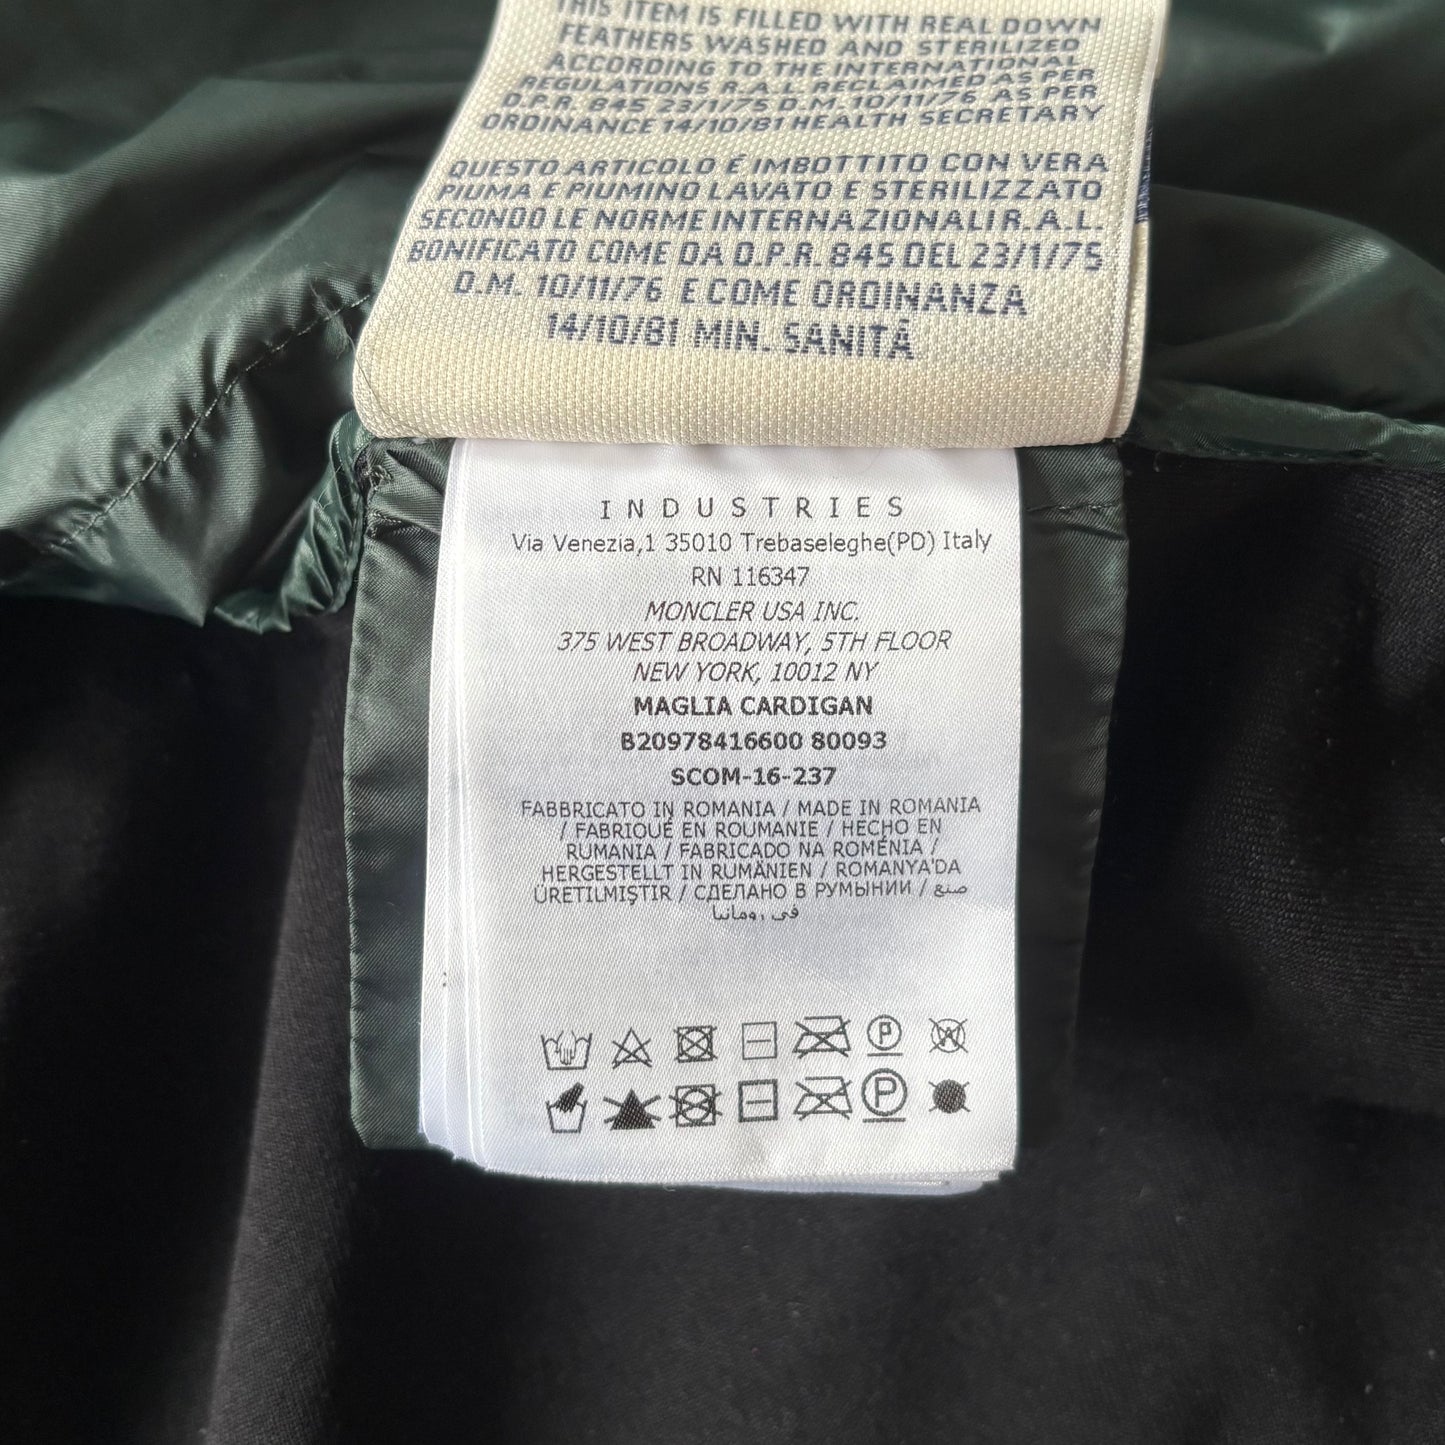 THIS ITEM IS FILLED WITH REAL DOWN
FEATHERS WASHED AND STERILIZED
ACCORDING TO THE INTERNATIONAL
REGULATIONS R.A.L. RECLAIMED AS PER
D.P.R. 845 23/1/75 D.M. 10/11/76 AS PER
ORDINANCE 14/10/81 HEALTH SECRETARY
QUESTO ARTICOLO É IMBOTTITO CON VERA
PIUMA E PIUMINO LAVATO E STERILIZZATO
SECONDO LE NORME INTERNAZIONALI R.A.L.
BONIFICATO COME DA D.P.R. 845 DEL 23/1/75
D.M. 10/11/76 E COME ORDINANZA
14/10/81 MIN. SANITÁ
INDUSTRIES
Via Venezia,1 35010 Trebaseleghe(PD) Italy
RN 116347
MONCLER USA INC.
375 WEST BROADWAY, 5TH FLOOR
NEW YORK, 10012 NY
MAGLIA CARDIGAN
B20978416600 80093
SCOM-16-237
FABBRICATO IN ROMANIA / MADE IN ROMANIA
/ FABRIQUÉ EN ROUMANIE / HECHO EN
RUMANIA / FABRICADO NA ROMÉNIA /
HERGESTELLT IN RUMÄNIEN / ROMANYA'DA
ÜRETILMIŞTIR / СДЕЛАНО В РУМЫНИИ / صنع
في رومانيا
P W
P